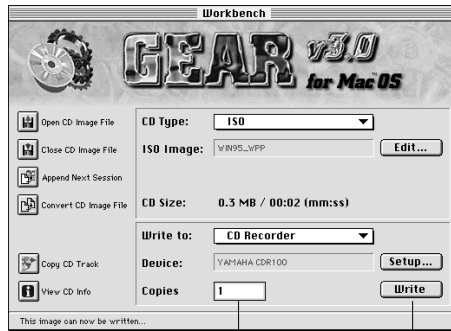 Workbench
GEAR v3.0
for Mac OS
Open CD Image File
Close CD Image File
Append Next Session
Convert CD Image File
CD Type: ISO
ISO Image: WIN95_WPP Edit...
CD Size: 0.3 MB / 00:02 (mm:ss)
Write to: CD Recorder
Copy CD Track
Device: YAMAHA CDR100 Setup...
View CD Info
Copies 1 Write
This image can now be written...